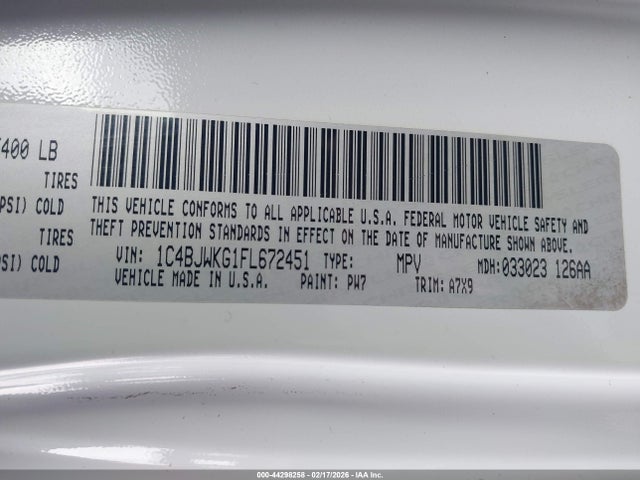 400 LB
TIRES
PSI) COLD
SI) COLD
THIS VEHICLE CONFORMS TO ALL APPLICABLE U.S.A. FEDERAL MOTOR VEHICLE SAFETY AND
THEFT PREVENTION STANDARDS IN EFFECT ON THE DATE OF MANUFACTURE SHOWN ABOVE.
VIN: 1C4BJWKG1FL672451 TYPE: MPV MDH:033023 126AA
VEHICLE MADE IN U.S.A. PAINT: PW7 TRIM: A7X9
TIRES
000-44298258 - 02/17/2026 - IAA Inc.